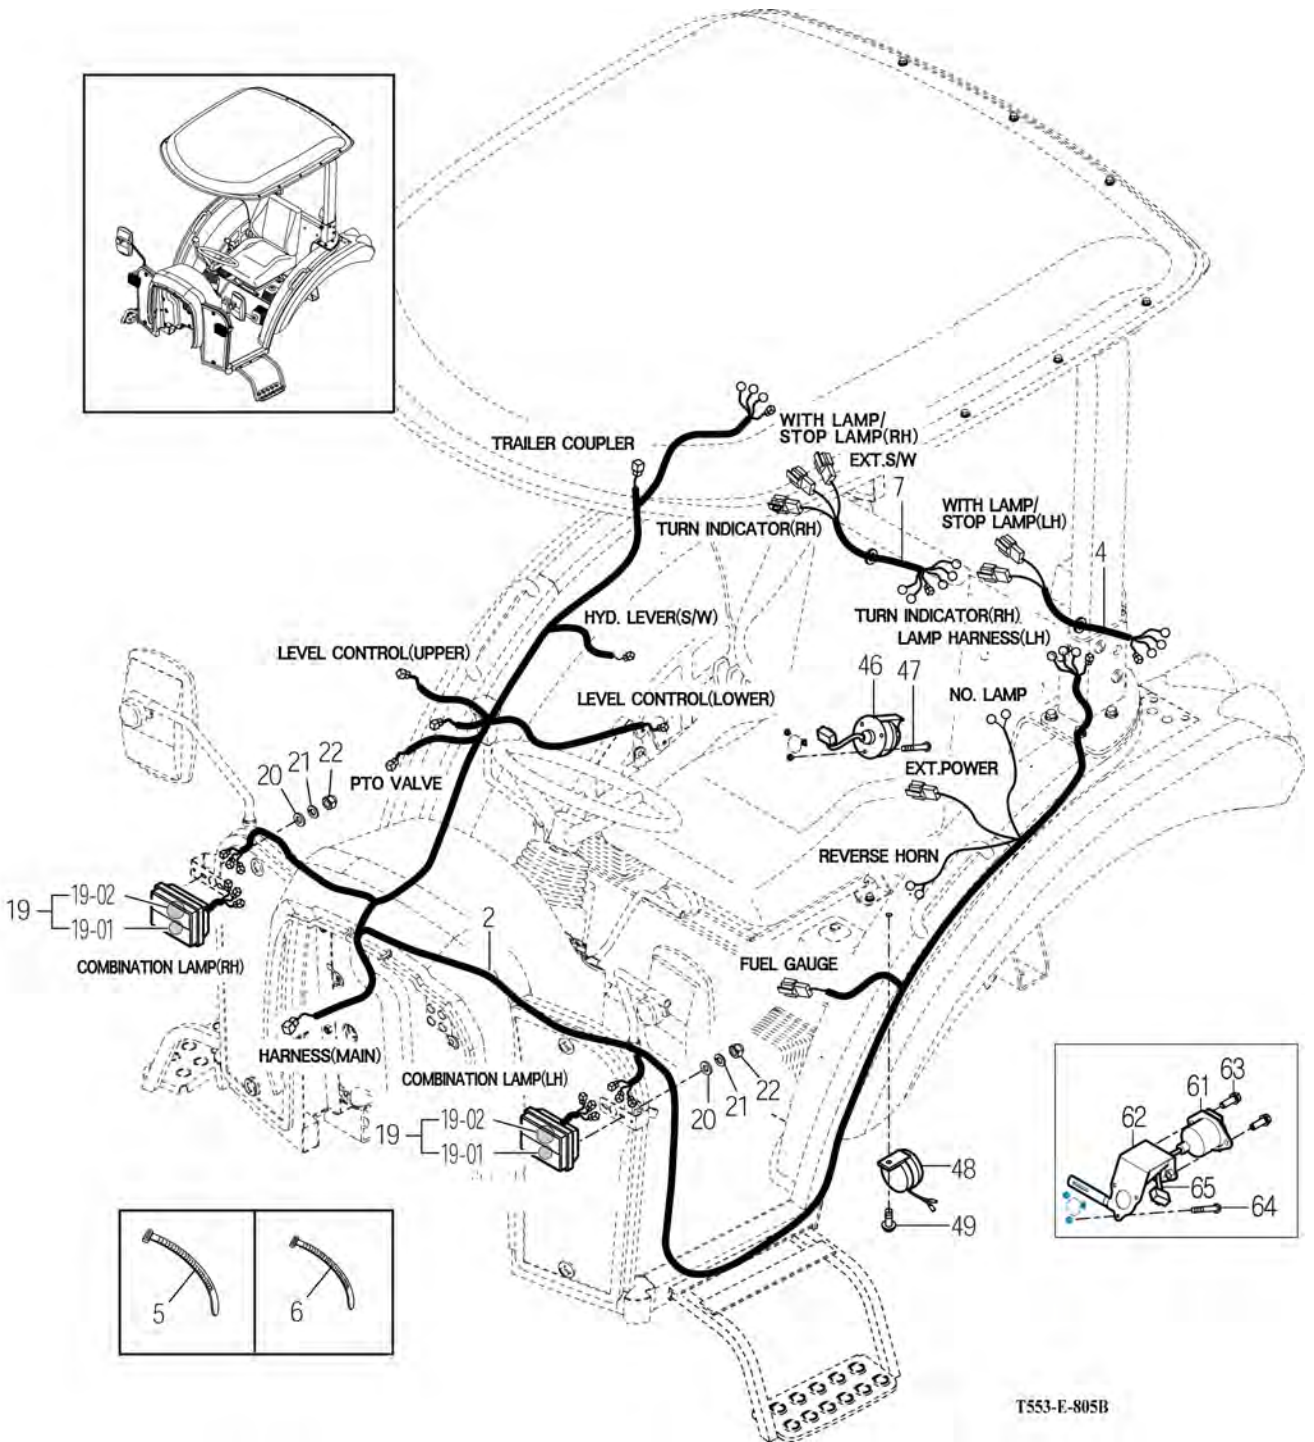 WITH LAMP/
STOP LAMP(RH)
TRAILER COUPLER
EXT.S/W
7
WITH LAMP/
STOP LAMP(LH)
TURN INDICATOR(RH)
4
HYD. LEVER(S/W)
TURN INDICATOR(RH)
LAMP HARNESS(LH)
LEVEL CONTROL(UPPER)
46
47
LEVEL CONTROL(LOWER)
NO. LAMP
20
21
22
PTO VALVE
EXT.POWER
REVERSE HORN
19
19-02
19-01
2
COMBINATION LAMP(RH)
FUEL GAUGE
HARNESS(MAIN)
COMBINATION LAMP(LH)
20
21
22
19
19-02
19-01
63
61
62
65
64
48
49
5
6
T553-E-805B